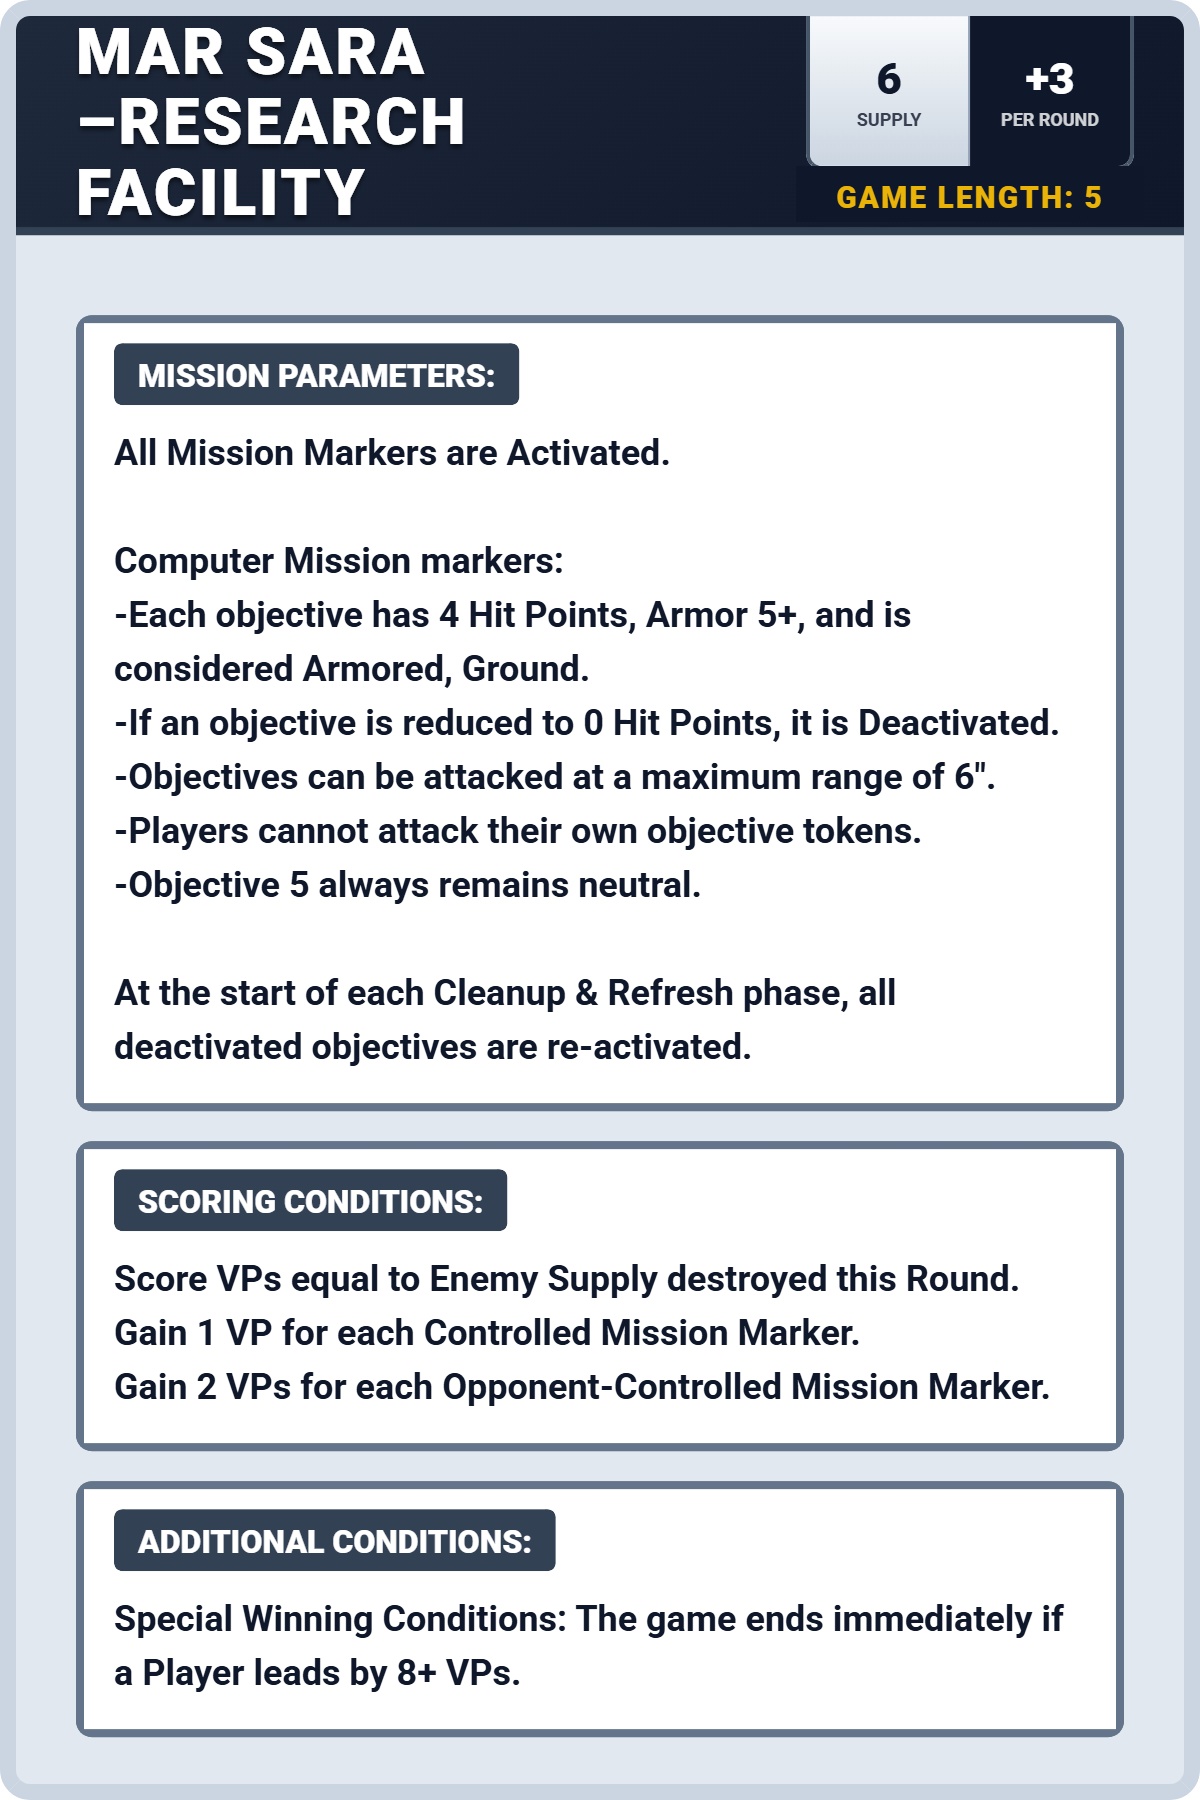 MAR SARA
–RESEARCH
FACILITY
6
SUPPLY
+3
PER ROUND
GAME LENGTH: 5
MISSION PARAMETERS:
All Mission Markers are Activated.
Computer Mission markers:
-Each objective has 4 Hit Points, Armor 5+, and is
considered Armored, Ground.
-If an objective is reduced to 0 Hit Points, it is Deactivated.
-Objectives can be attacked at a maximum range of 6".
-Players cannot attack their own objective tokens.
-Objective 5 always remains neutral.
At the start of each Cleanup & Refresh phase, all
deactivated objectives are re-activated.
SCORING CONDITIONS:
Score VPs equal to Enemy Supply destroyed this Round.
Gain 1 VP for each Controlled Mission Marker.
Gain 2 VPs for each Opponent-Controlled Mission Marker.
ADDITIONAL CONDITIONS:
Special Winning Conditions: The game ends immediately if
a Player leads by 8+ VPs.